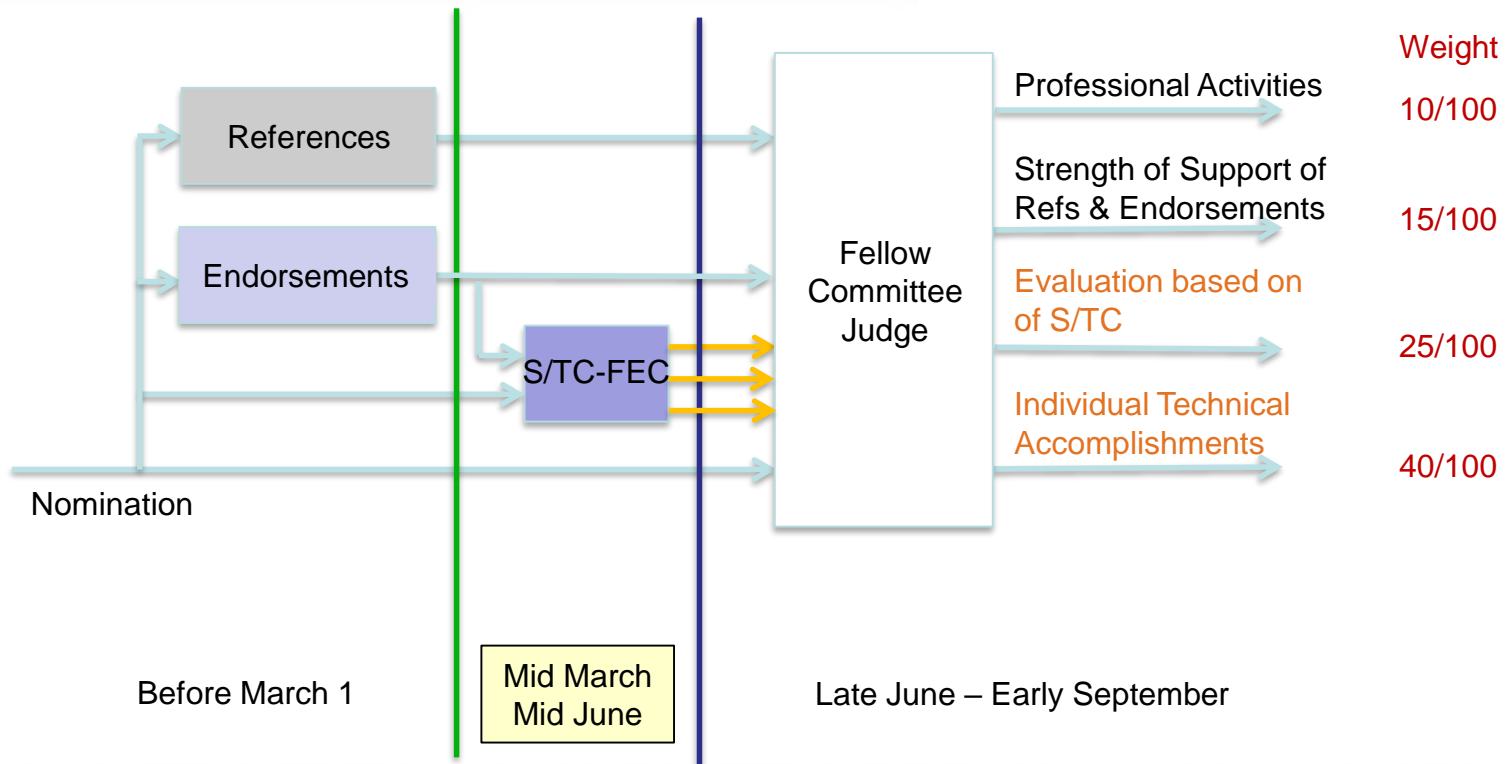 Weight
Professional Activities
10/100
References
Strength of Support of
Refs & Endorsements
15/100
Endorsements
Fellow
Committee
Judge
Evaluation based on
of S/TC
25/100
S/TC-FEC
Individual Technical
Accomplishments
40/100
Nomination
Before March 1
Mid March
Mid June
Late June – Early September